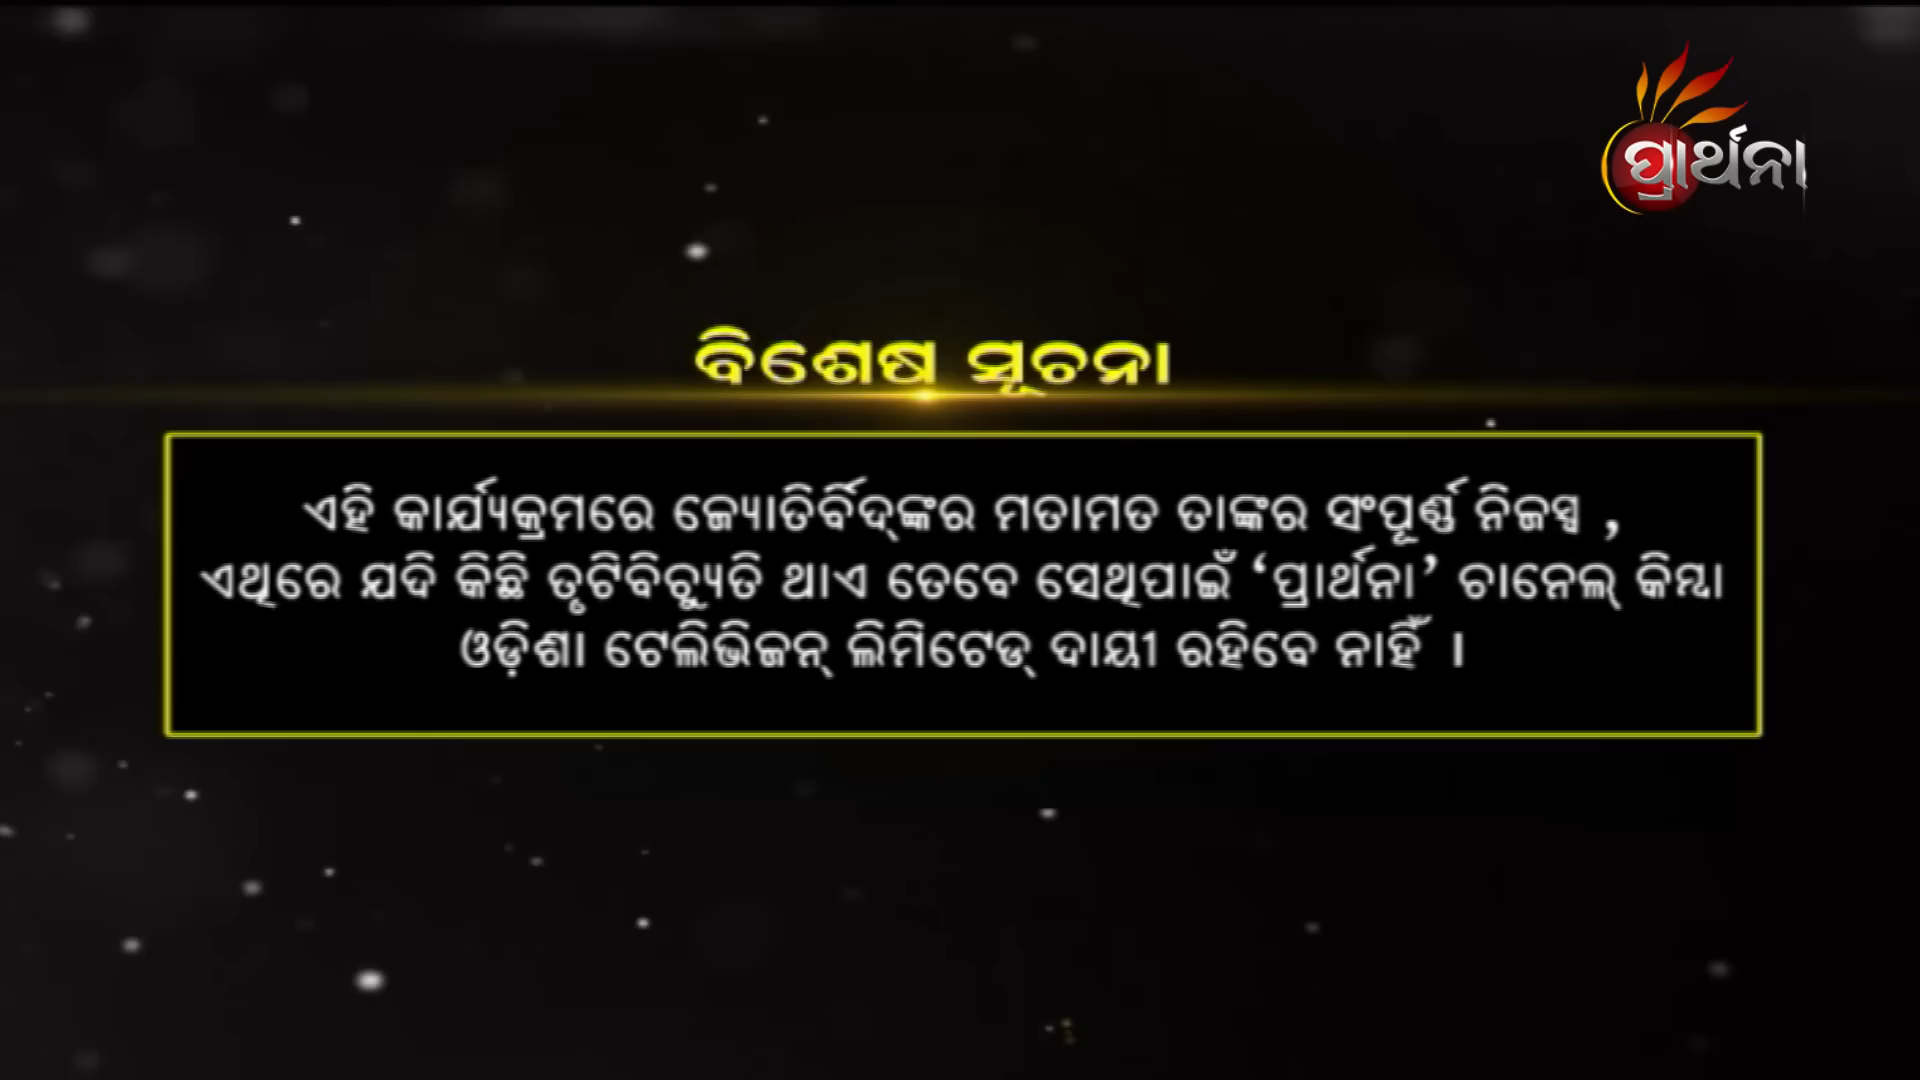 ପ୍ରାର୍ଥନା
ବିଶେଷ ସୂଚନା
ଏହି କାର୍ଯ୍ୟକ୍ରମରେ ଜ୍ୟୋତିର୍ବିଦ୍‌ଙ୍କର ମତାମତ ତାଙ୍କର ସଂପୂର୍ଣ୍ଣ ନିଜସ୍ୱ ,
ଏଥିରେ ଯଦି କିଛି ତୃଟିବିଚ୍ୟୁତି ଥାଏ ତେବେ ସେଥିପାଇଁ ‘ପ୍ରାର୍ଥନା’ ଚାନେଲ୍ କିମ୍ବା
ଓଡ଼ିଶା ଟେଲିଭିଜନ୍ ଲିମିଟେଡ୍ ଦାୟୀ ରହିବେ ନାହିଁ ।